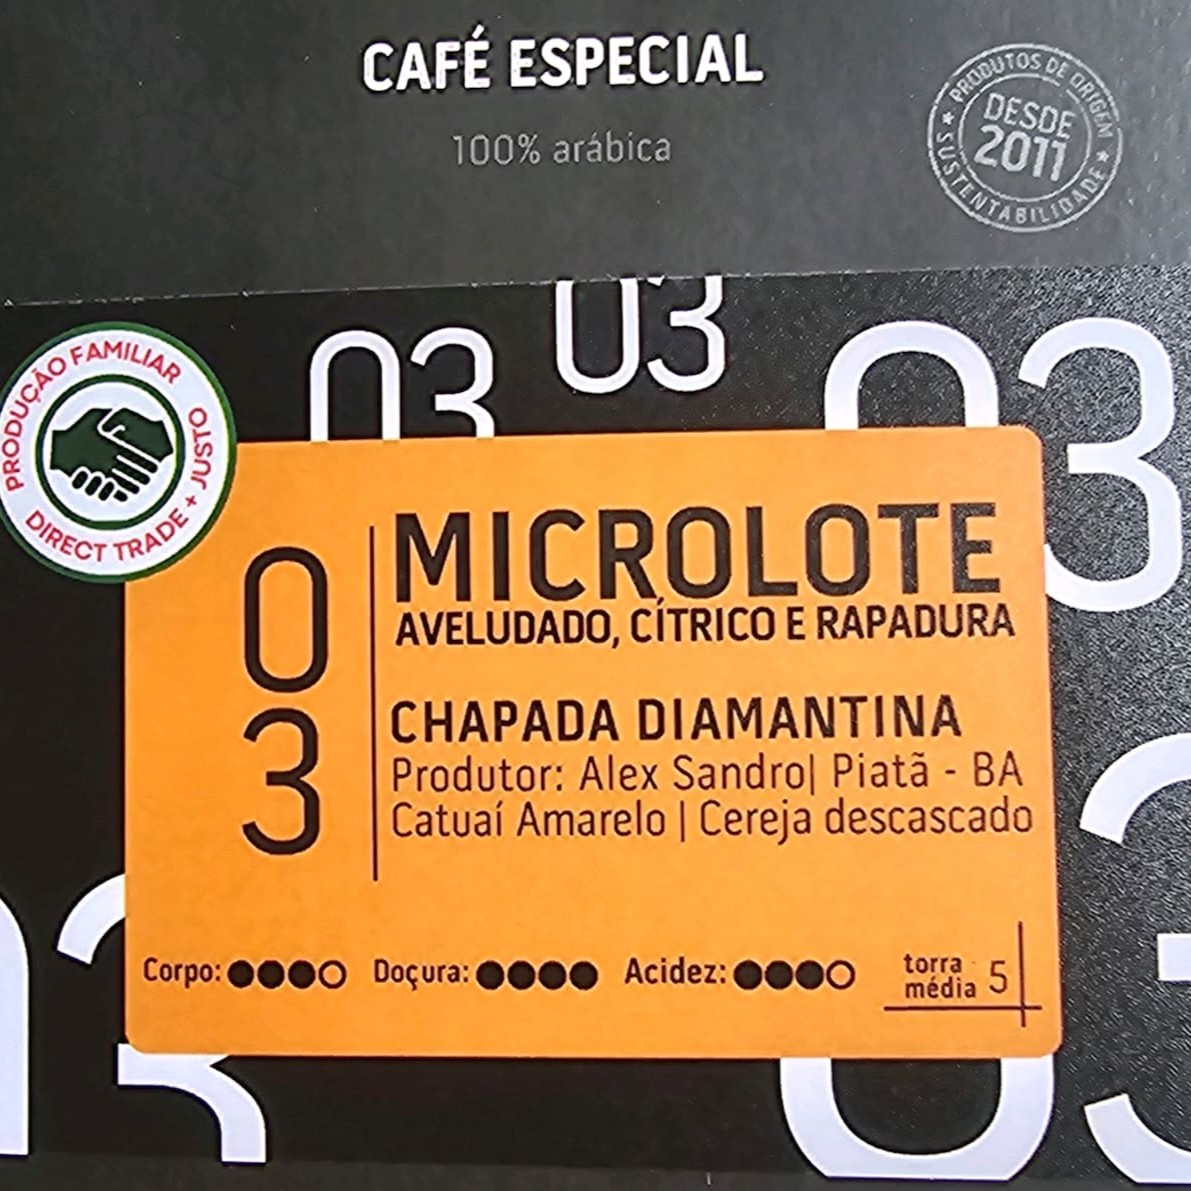 CAFÉ ESPECIAL
100% arábica
PRODUTOS DE ORIGEM
DESDE
2011
SUSTENTABILIDADE
03
03
03
PRODUÇÃO FAMILIAR
DIRECT TRADE + JUSTO
0
3
MICROLOTE
AVELUDADO, CÍTRICO E RAPADURA
CHAPADA DIAMANTINA
Produtor: Alex Sandro| Piatã - BA
Catuaí Amarelo | Cereja descascado
Corpo: Doçura: Acidez:
torra
média 5